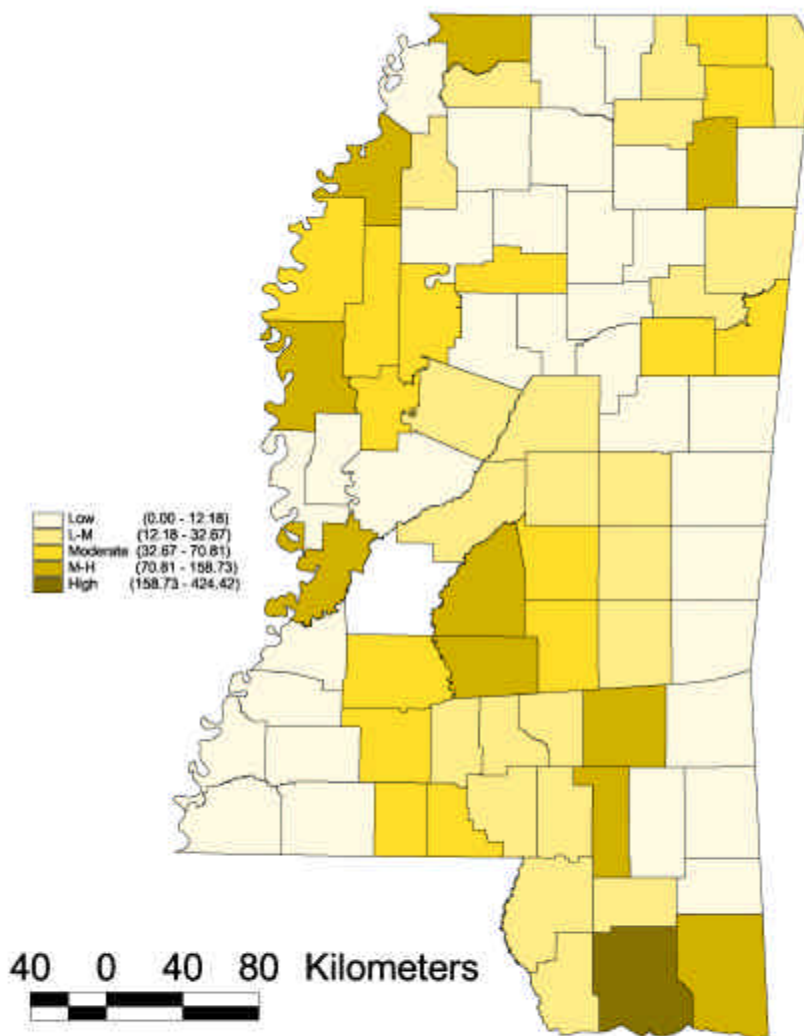 Low (0.00 - 12.18)
L-M (12.18 - 32.67)
Moderate (32.67 - 70.81)
M-H (70.81 - 158.73)
High (158.73 - 424.42)
40 0 40 80 Kilometers